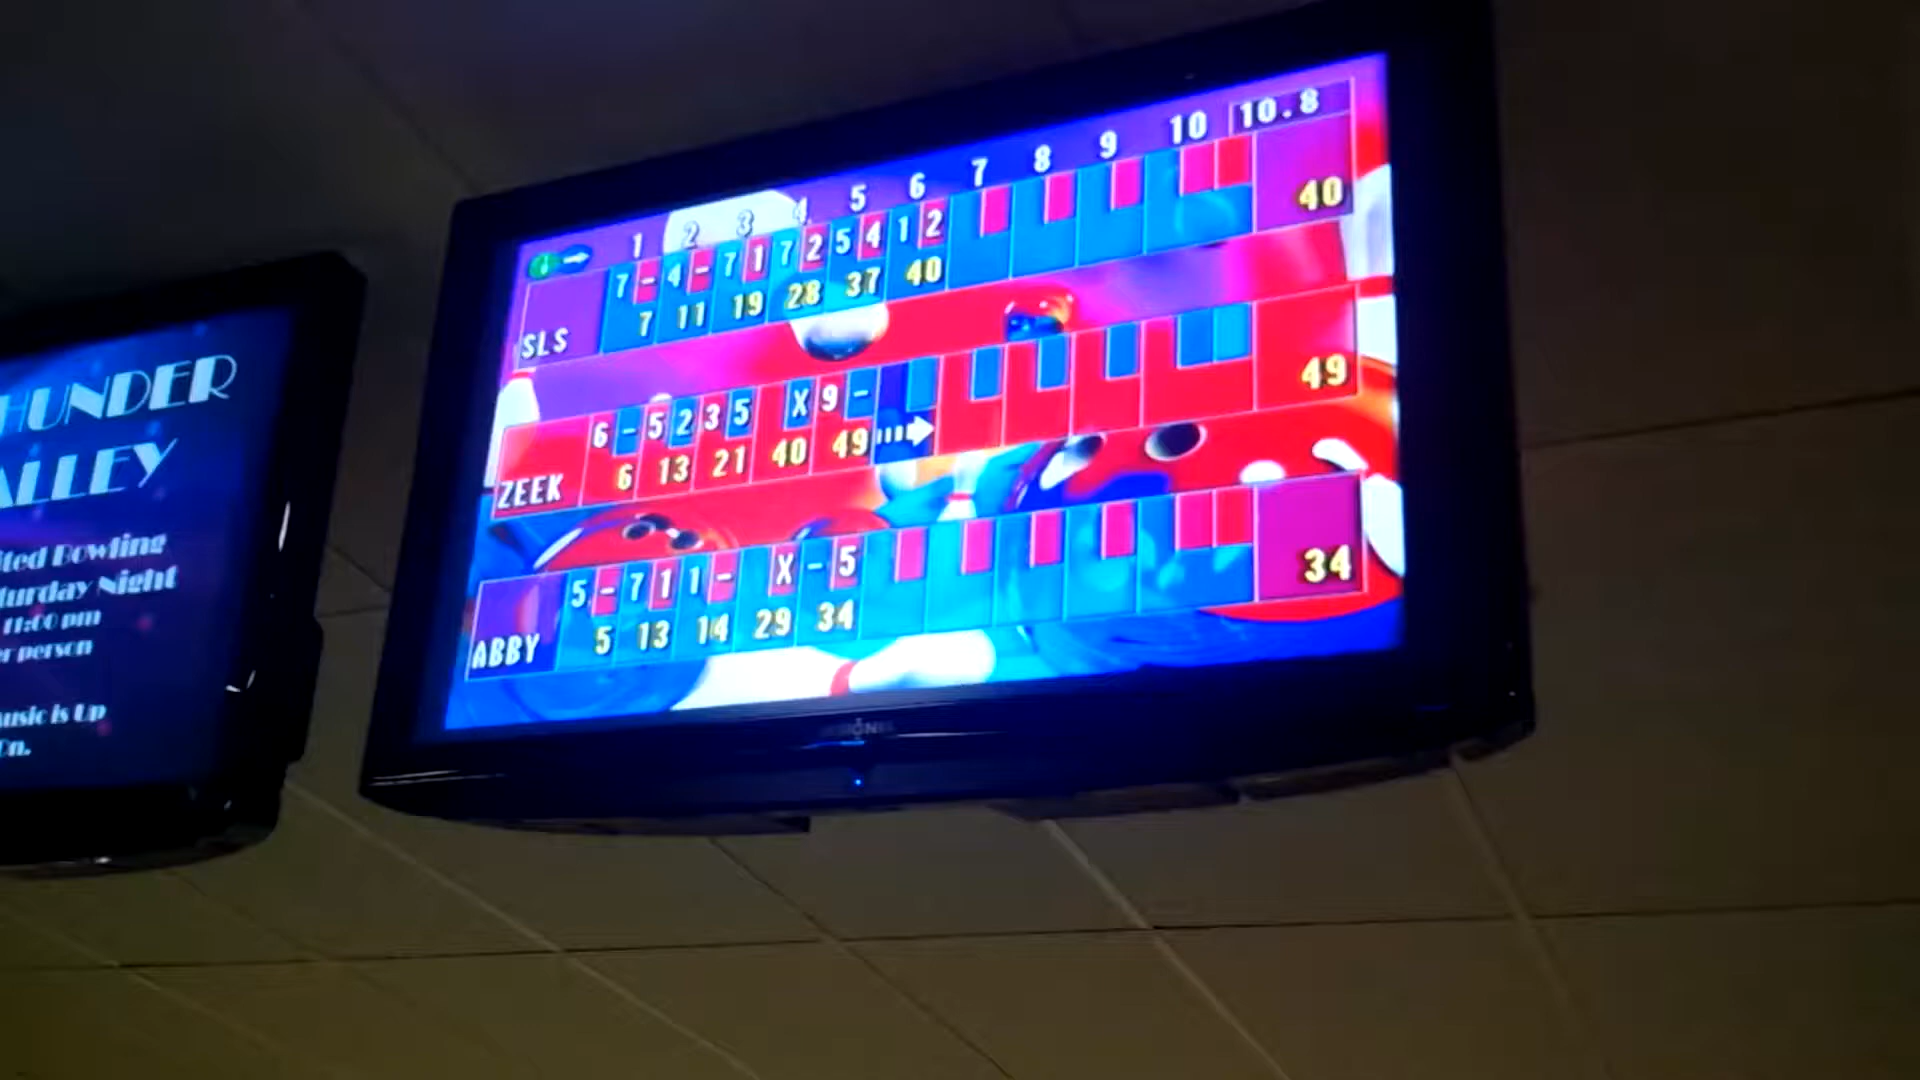 1 2 3 4 5 6 7 8 9 10 10.8
7 - 4 - 7 1 7 2 5 4 1 2
SLS 7 11 19 28 37 40 40
6 - 5 2 3 5 X 9 -
ZEEK 6 13 21 40 49 49
5 - 7 1 1 - X - 5
ABBY 5 13 14 29 34 34
HUNDER
ALLEY
ited Bowling
turday Night
11:00 pm
er person
usic is Up
On.